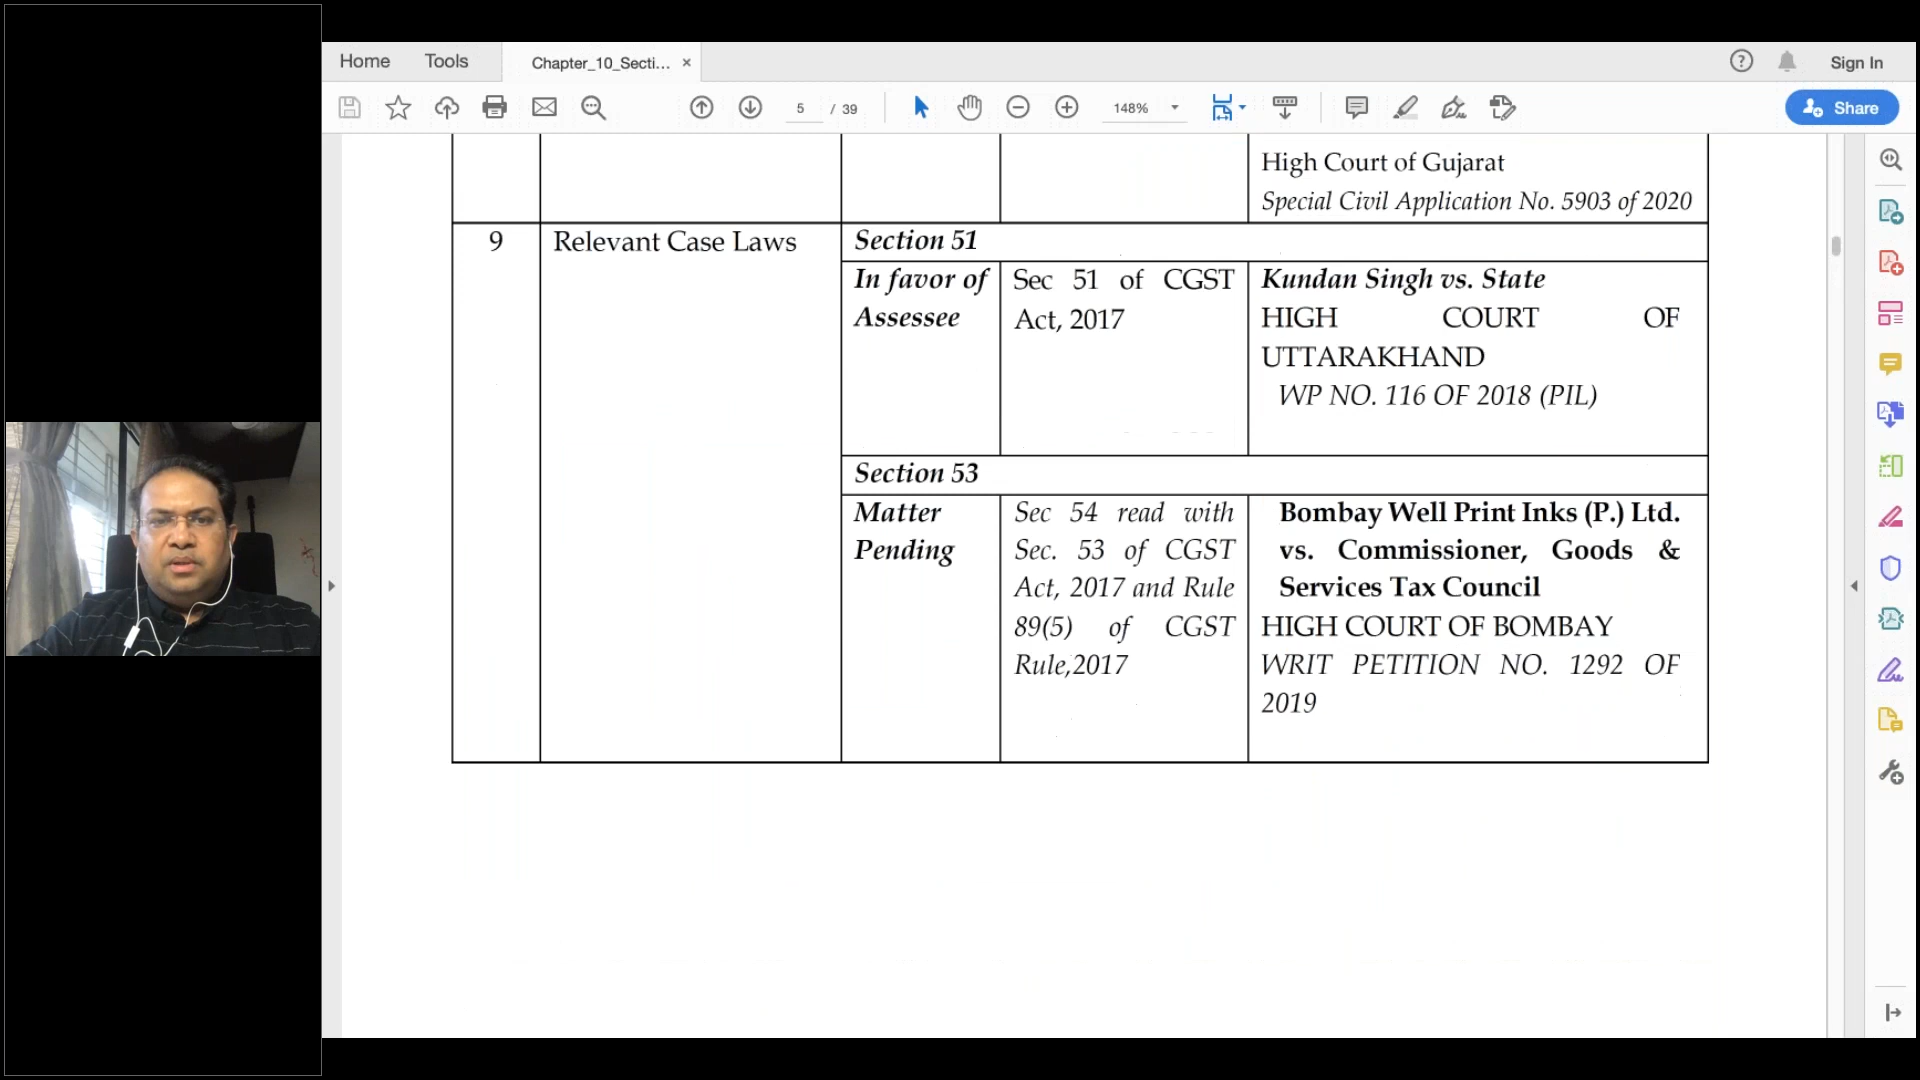 Home Tools Chapter_10_Secti... × Sign In
5 / 39 148% Share
High Court of Gujarat
Special Civil Application No. 5903 of 2020
9 Relevant Case Laws
Section 51
In favor of
Assessee
Sec 51 of CGST
Act, 2017
Kundan Singh vs. State
HIGH COURT OF
UTTARAKHAND
WP NO. 116 OF 2018 (PIL)
Section 53
Matter
Pending
Sec 54 read with
Sec. 53 of CGST
Act, 2017 and Rule
89(5) of CGST
Rule,2017
Bombay Well Print Inks (P.) Ltd.
vs. Commissioner, Goods &
Services Tax Council
HIGH COURT OF BOMBAY
WRIT PETITION NO. 1292 OF
2019